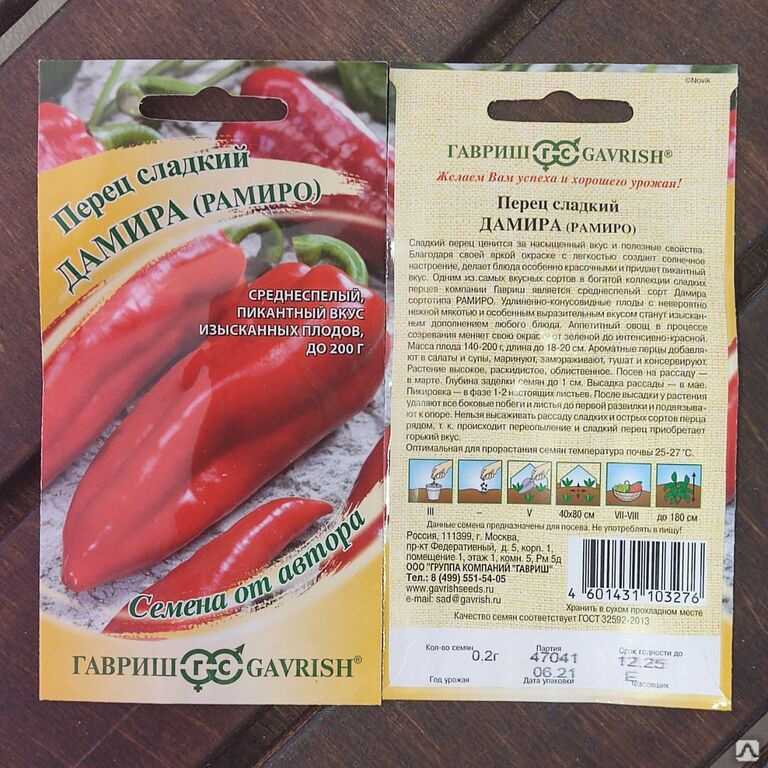 Перец сладкий
ДАМИРА (РАМИРО)
СРЕДНЕСПЕЛЫЙ,
ПИКАНТНЫЙ ВКУС
ИЗЫСКАННЫХ ПЛОДОВ,
ДО 200 Г
Семена от автора
ГАВРИШ GAVRISH®
©Novik
ГАВРИШ GAVRISH®
Желаем Вам успеха и хорошего урожая!
Перец сладкий
ДАМИРА (РАМИРО)
Сладкий перец ценится за насыщенный вкус и полезные свойства.
Благодаря своей яркой окраске с легкостью создает солнечное
настроение, делает блюда особенно красочными и придает пикантный
вкус. Одним из самых вкусных сортов в богатой коллекции сладких
перцев компании Гавриш является среднеспелый сорт Дамира
сортотипа РАМИРО. Удлиненно-конусовидные плоды с невероятно
нежной мякотью и особенным выразительным вкусом станут изыскан-
ным дополнением любого блюда. Аппетитный овощ в процессе
созревания меняет свою окраску от зеленой до интенсивно-красной.
Масса плода 140-200 г, длина до 18-20 см. Ароматные перцы добавля-
ют в салаты и супы, маринуют, замораживают, тушат и консервируют.
Растение высокое, раскидистое, облиственное. Посев на рассаду —
в марте. Глубина заделки семян до 1 см. Высадка рассады — в мае.
Пикировка — в фазе 1-2 настоящих листьев. После посадки у растения
удаляют все боковые побеги и листья до первой развилки и подвязыва-
ют к опоре. Нельзя высаживать рассаду сладких и острых сортов перца
рядом, т. к. происходит переопыление и сладкий перец приобретает
горький вкус.
Оптимальная для прорастания семян температура почвы 25-27 °С.
III – V 40х80 см VII-VIII до 180 см
Данные семена предназначены для посева. Не употреблять в пищу!
Россия, 111399, г. Москва,
пр-кт Федеративный, д. 5, корп. 1,
помещение 1, этаж 1, комн. 5, Рм 5д
ООО "ГРУППА КОМПАНИЙ "ГАВРИШ"
Тел.: 8 (499) 551-54-05
www.gavrishseeds.ru
e-mail: sad@gavrish.ru
4 601431 103276
Хранить в сухом прохладном месте
Качество семян соответствует ГОСТ 32592-2013
Кол-во семян 0.2г Партия 47041 Срок годности до 12.25
Год урожая Дата упаковки 06.21 Фасовщик Е